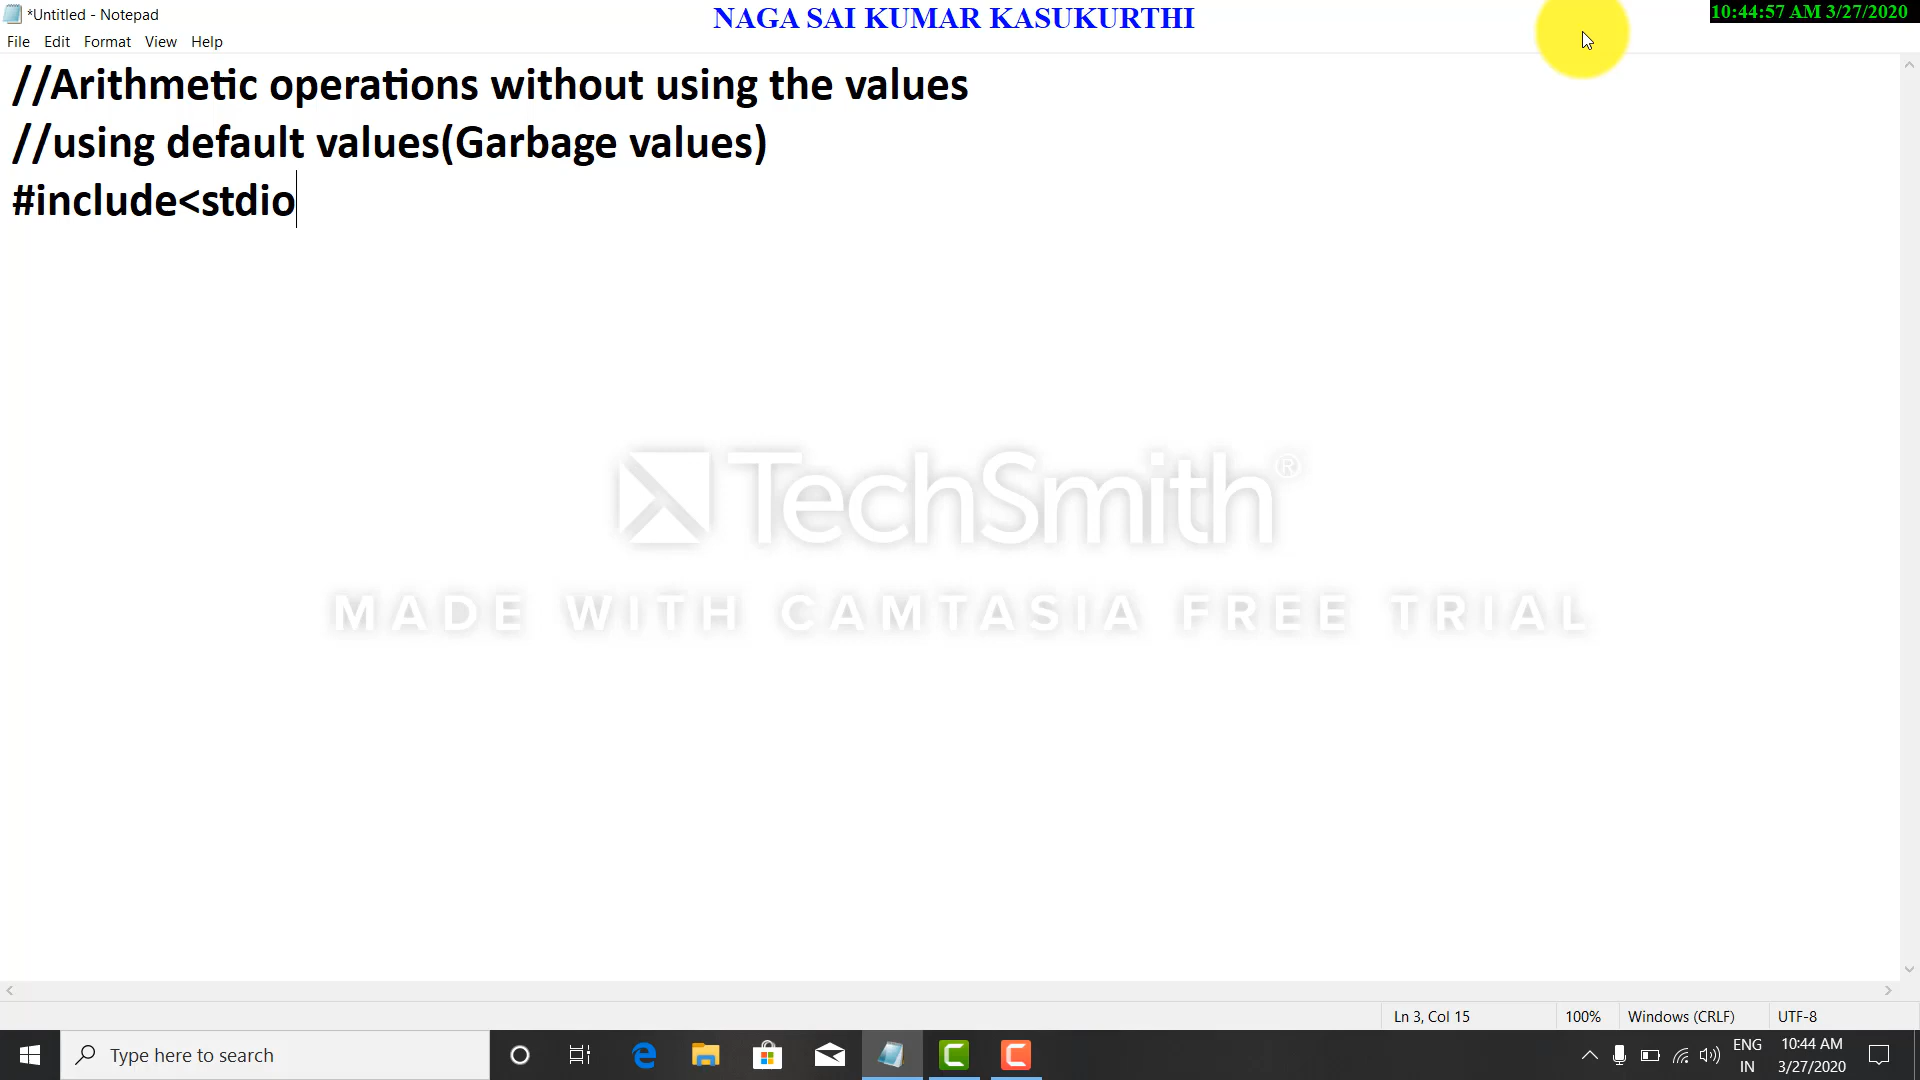 *Untitled - Notepad
NAGA SAI KUMAR KASUKURTHI
10:44:57 AM 3/27/2020
File Edit Format View Help
//Arithmetic operations without using the values
//using default values(Garbage values)
#include<stdio
TechSmith®
MADE WITH CAMTASIA FREE TRIAL
Ln 3, Col 15 100% Windows (CRLF) UTF-8
Type here to search
ENG
IN
10:44 AM
3/27/2020